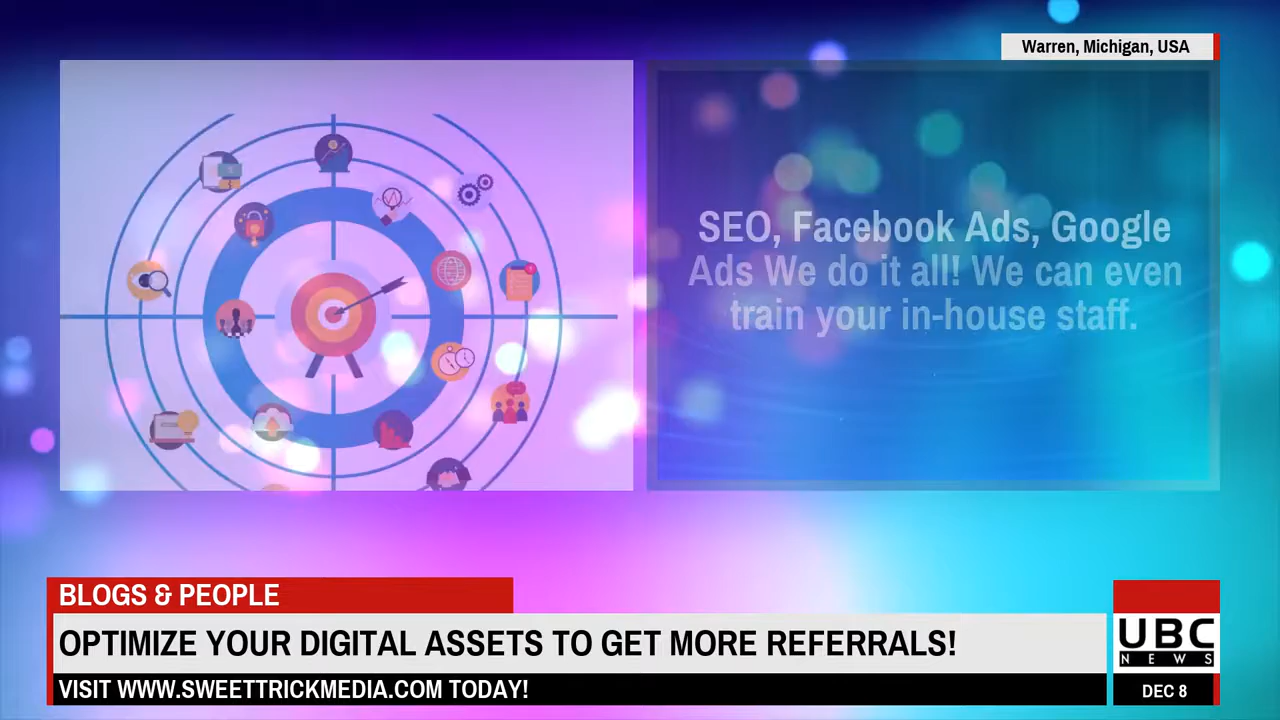 Warren, Michigan, USA
SEO, Facebook Ads, Google
Ads We do it all! We can even
train your in-house staff.
BLOGS & PEOPLE
OPTIMIZE YOUR DIGITAL ASSETS TO GET MORE REFERRALS!
VISIT WWW.SWEETTRICKMEDIA.COM TODAY!
UBC
NEWS
DEC 8